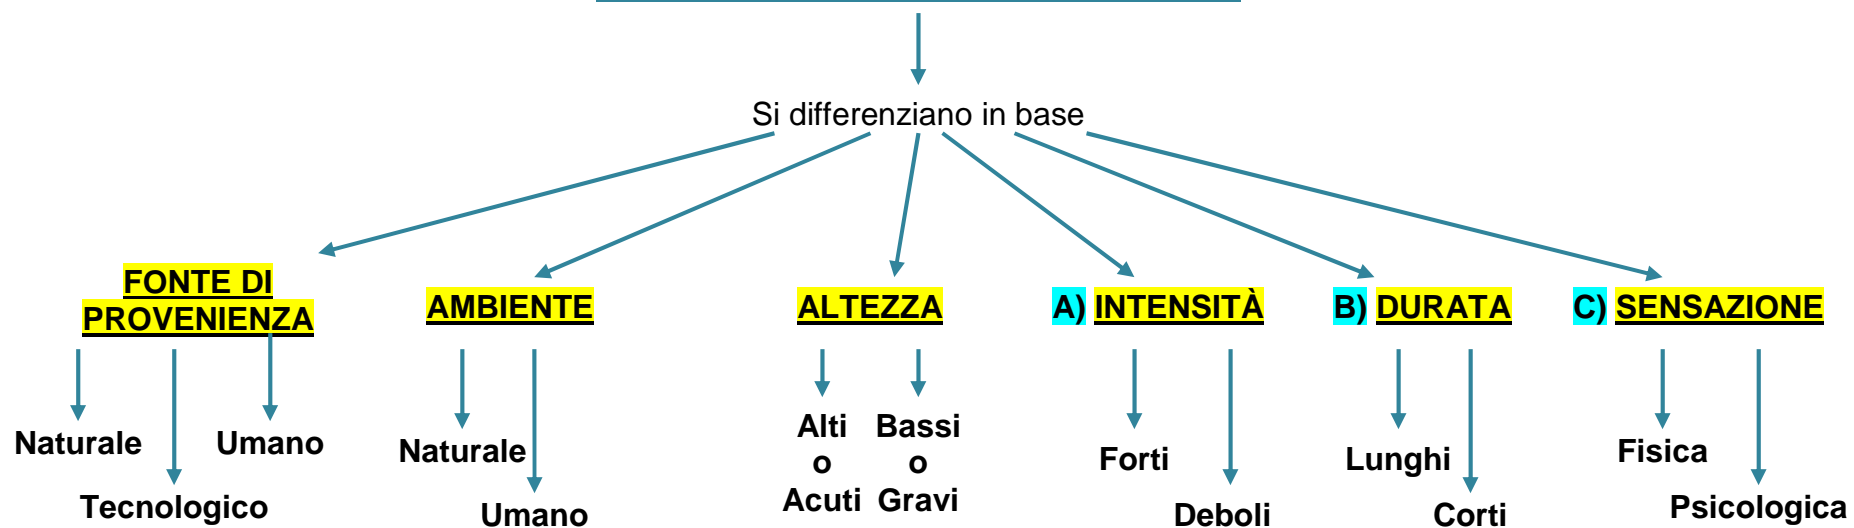 Si differenziano in base
FONTE DI
PROVENIENZA
AMBIENTE
ALTEZZA
A) INTENSITÀ
B) DURATA
C) SENSAZIONE
Naturale
Umano
Tecnologico
Naturale
Umano
Alti
o
Acuti
Bassi
o
Gravi
Forti
Deboli
Lunghi
Corti
Fisica
Psicologica